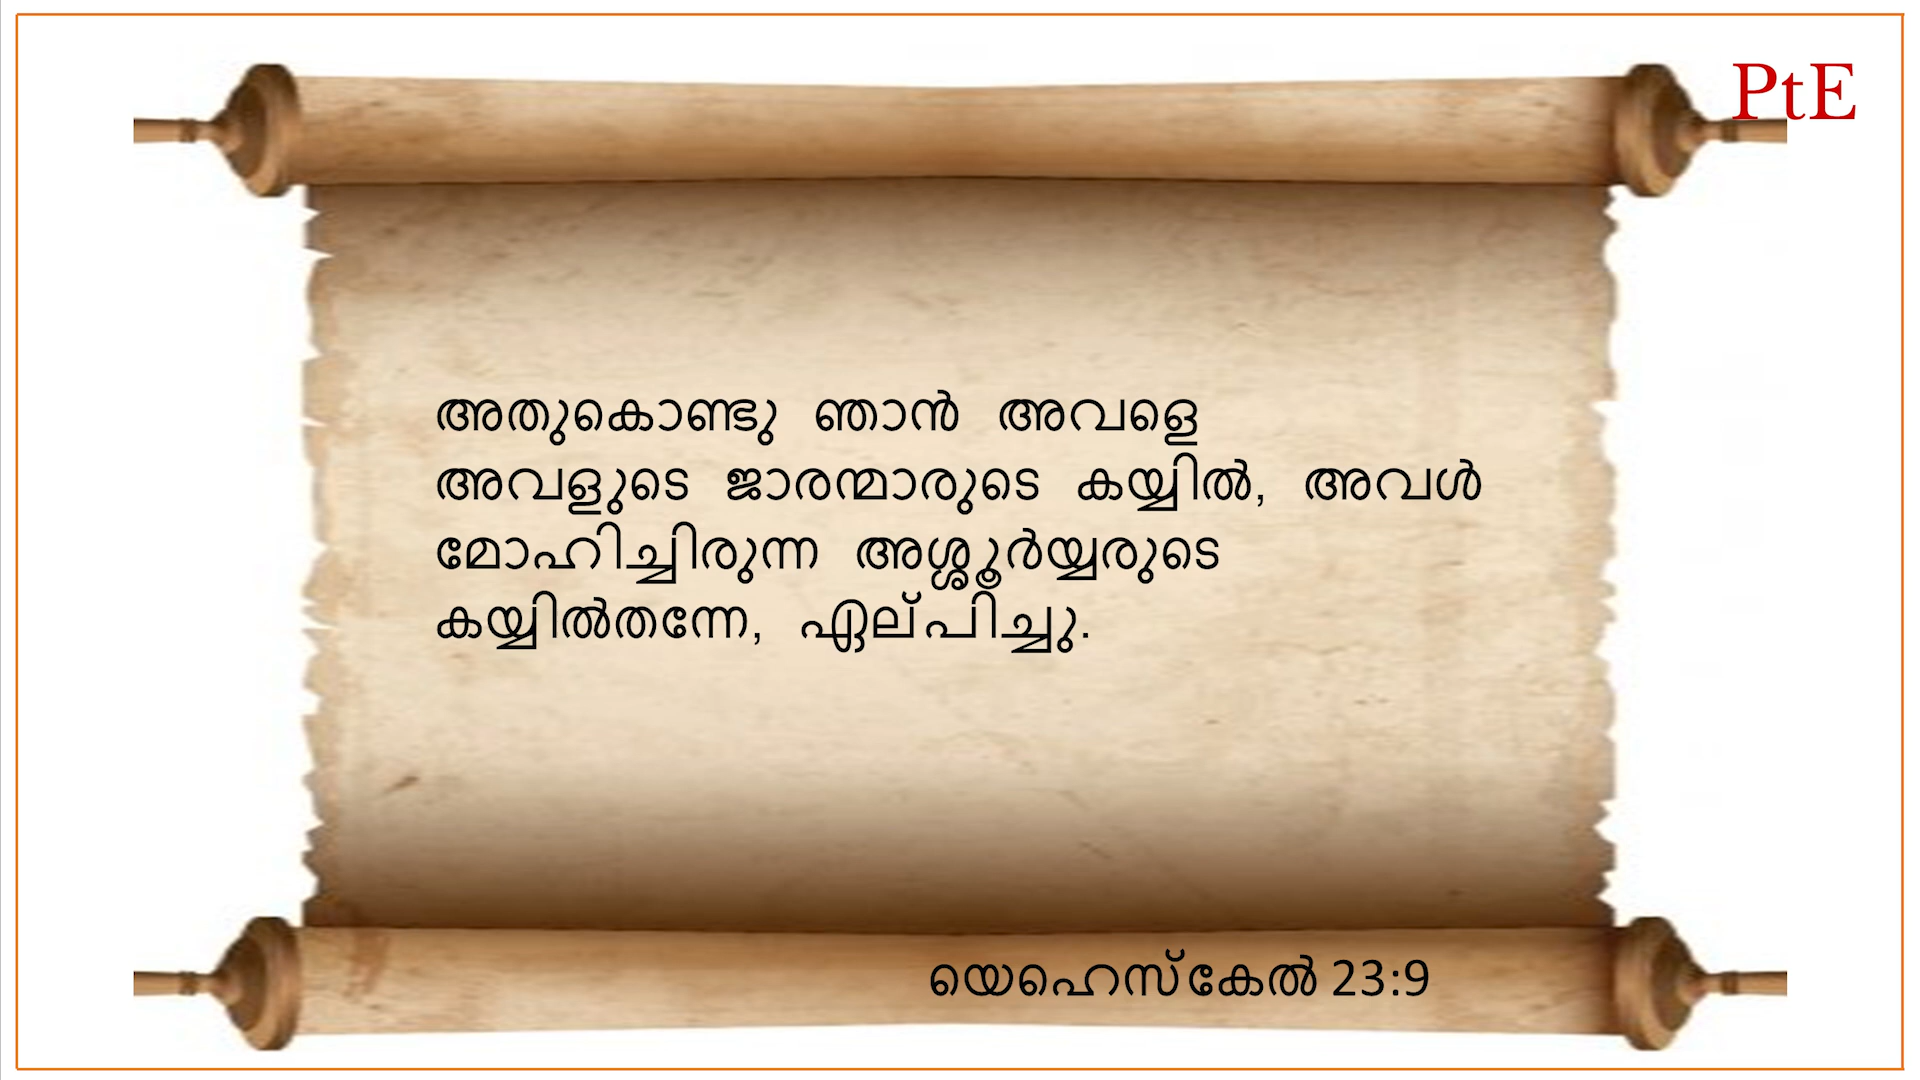 PtE
അതുകൊണ്ടു ഞാൻ അവളെ
അവളുടെ ജാരന്മാരുടെ കയ്യിൽ, അവൾ
മോഹിച്ചിരുന്ന അശ്ശൂർയ്യരുടെ
കയ്യിൽതന്നേ, ഏല്പിച്ചു.
യെഹെസ്കേൽ 23:9